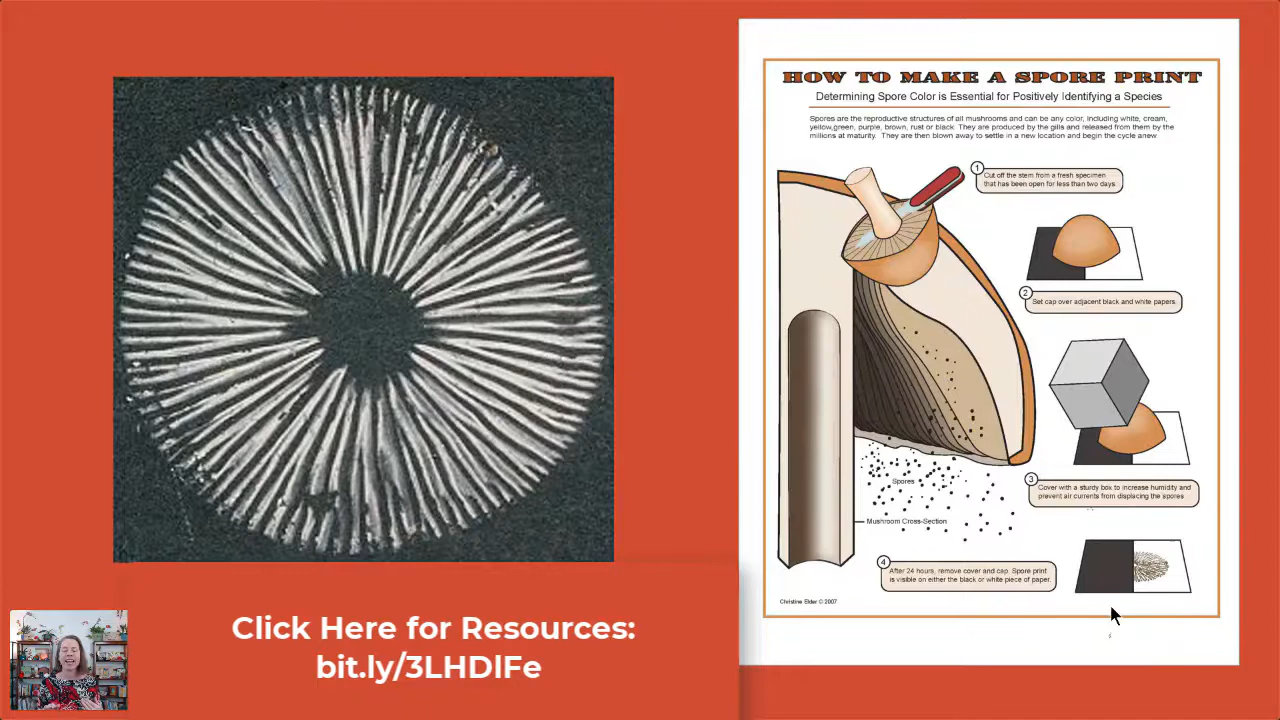 HOW TO MAKE A SPORE PRINT
Determining Spore Color is Essential for Positively Identifying a Species
Spores are the reproductive structures of all mushrooms and can be any color, including white, cream,
yellow,green, purple, brown, rust or black. They are produced by the gills and released from them by the
millions at maturity. They are then blown away to settle in a new location and begin the cycle anew
1
Cut off the stem from a fresh specimen
that has been open for less than two days
2
Set cap over adjacent black and white papers.
3
Cover with a sturdy box to increase humidity and
prevent air currents from displacing the spores
Spores
Mushroom Cross-Section
4
After 24 hours, remove cover and cap. Spore print
is visible on either the black or white piece of paper.
Christine Elder © 2007
Click Here for Resources:
bit.ly/3LHDlFe